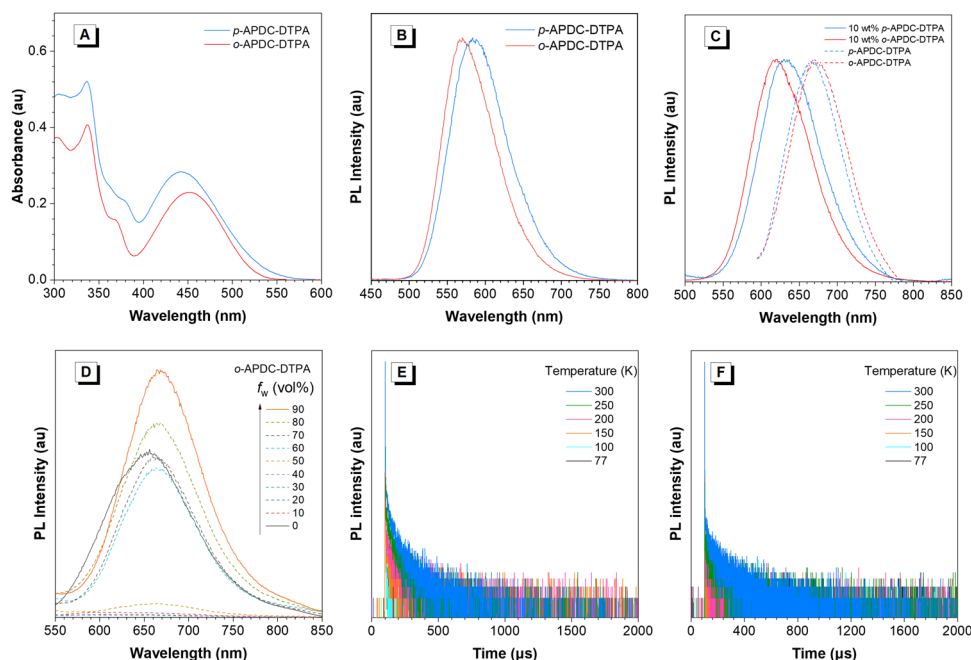 A
p-APDC-DTPA
o-APDC-DTPA
Absorbance (au)
0.6
0.4
0.2
0.0
300 400 500 600
Wavelength (nm)
B
p-APDC-DTPA
o-APDC-DTPA
PL Intensity (au)
450 500 550 600 650 700 750 800
Wavelength (nm)
C
10 wt% p-APDC-DTPA
10 wt% o-APDC-DTPA
p-APDC-DTPA
o-APDC-DTPA
PL Intensity (au)
500 550 600 650 700 750 800 850
Wavelength (nm)
D
o-APDC-DTPA
fw (vol%)
90
80
70
60
50
40
30
20
10
0
PL Intensity (au)
550 600 650 700 750 800 850
Wavelength (nm)
E
Temperature (K)
300
250
200
150
100
77
PL Intensity (au)
0 500 1000 1500 2000
Time (μs)
F
Temperature (K)
300
250
200
150
100
77
PL intensity (au)
0 400 800 1200 1600 2000
Time (μs)